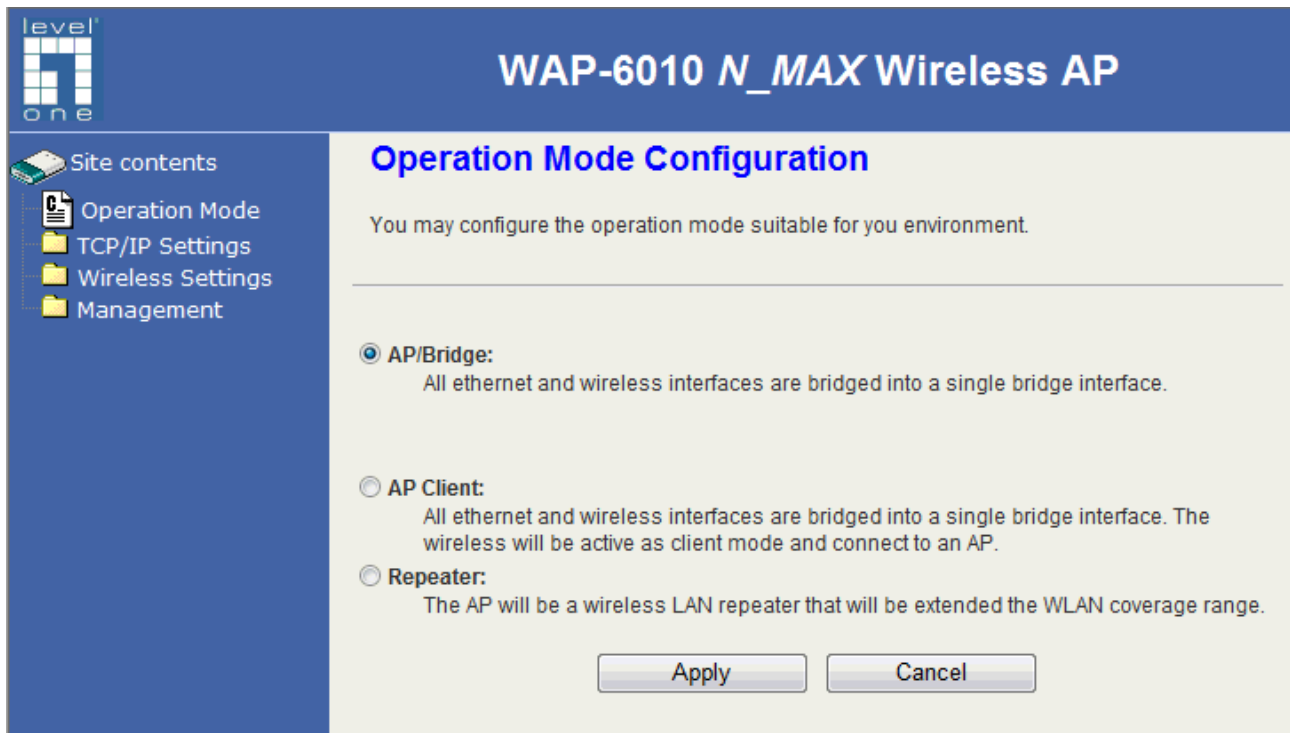 level
one
WAP-6010 N_MAX Wireless AP
Site contents
Operation Mode
TCP/IP Settings
Wireless Settings
Management
Operation Mode Configuration
You may configure the operation mode suitable for you environment.
AP/Bridge:
All ethernet and wireless interfaces are bridged into a single bridge interface.
AP Client:
All ethernet and wireless interfaces are bridged into a single bridge interface. The
wireless will be active as client mode and connect to an AP.
Repeater:
The AP will be a wireless LAN repeater that will be extended the WLAN coverage range.
Apply Cancel